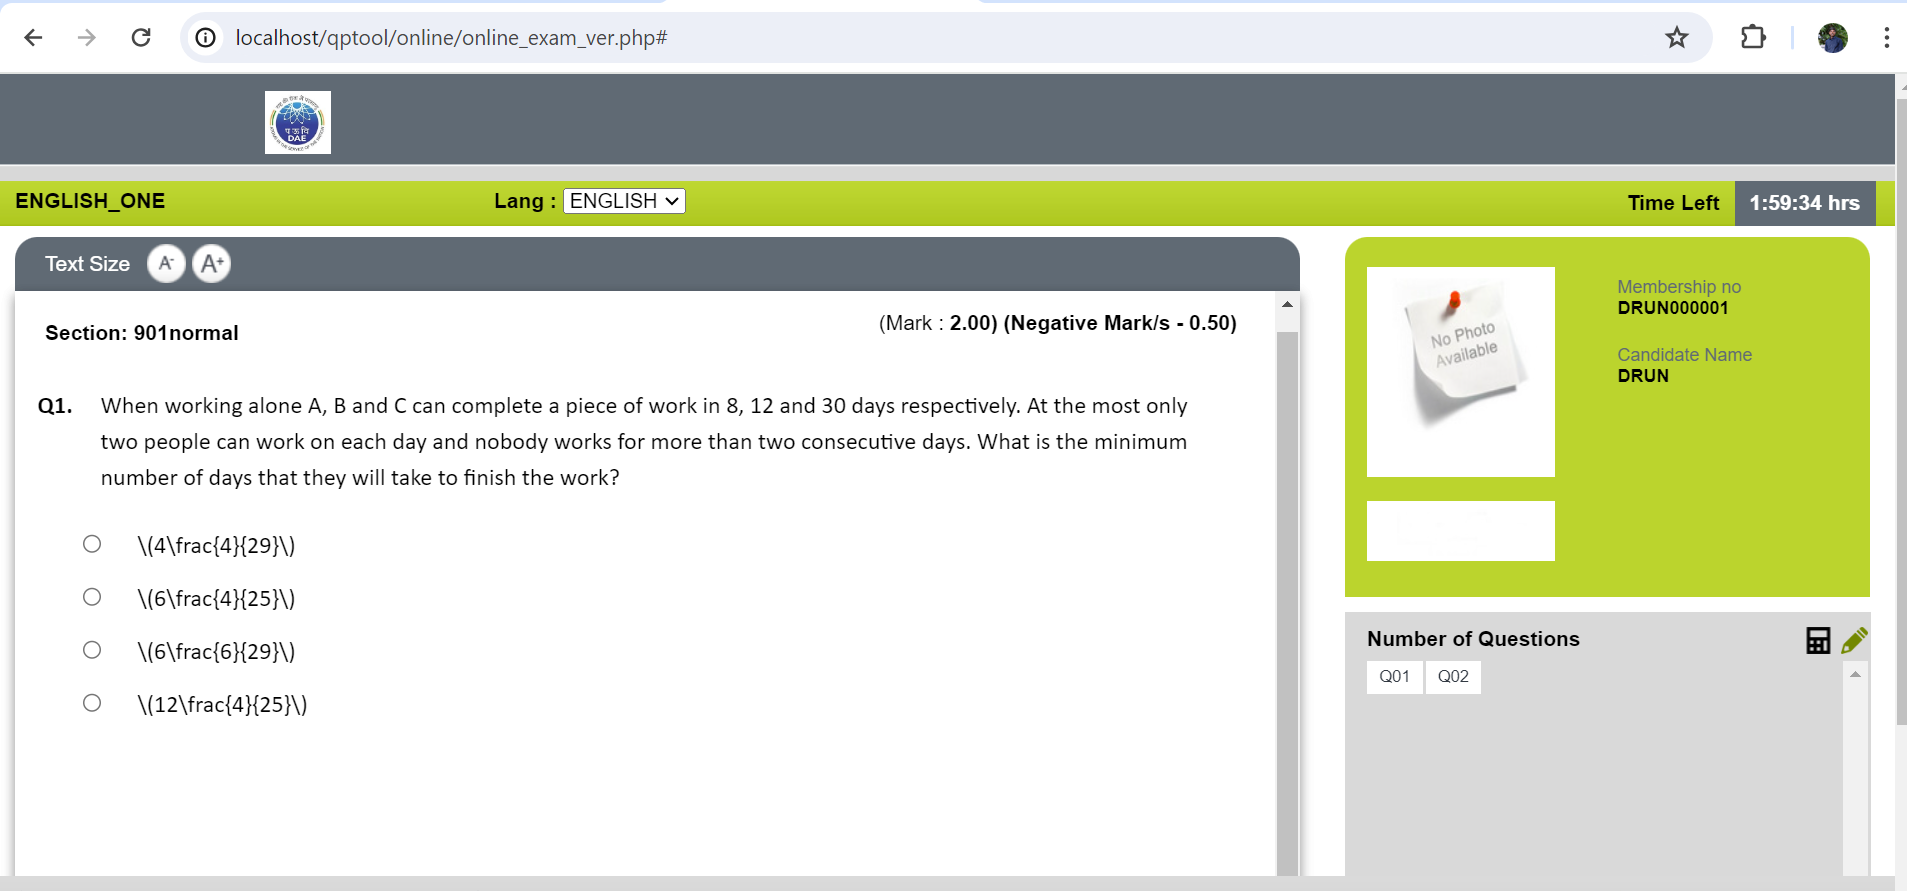 localhost/qptool/online/online_exam_ver.php#
प ऊ वि
DAE
ENGLISH_ONE
Lang : ENGLISH
Time Left 1:59:34 hrs
Text Size A- A+
Section: 901normal
(Mark : 2.00) (Negative Mark/s - 0.50)
Q1. When working alone A, B and C can complete a piece of work in 8, 12 and 30 days respectively. At the most only
two people can work on each day and nobody works for more than two consecutive days. What is the minimum
number of days that they will take to finish the work?
\(4\frac{4}{29}\)
\(6\frac{4}{25}\)
\(6\frac{6}{29}\)
\(12\frac{4}{25}\)
No Photo
Available
Membership no
DRUN000001
Candidate Name
DRUN
Number of Questions
Q01 Q02